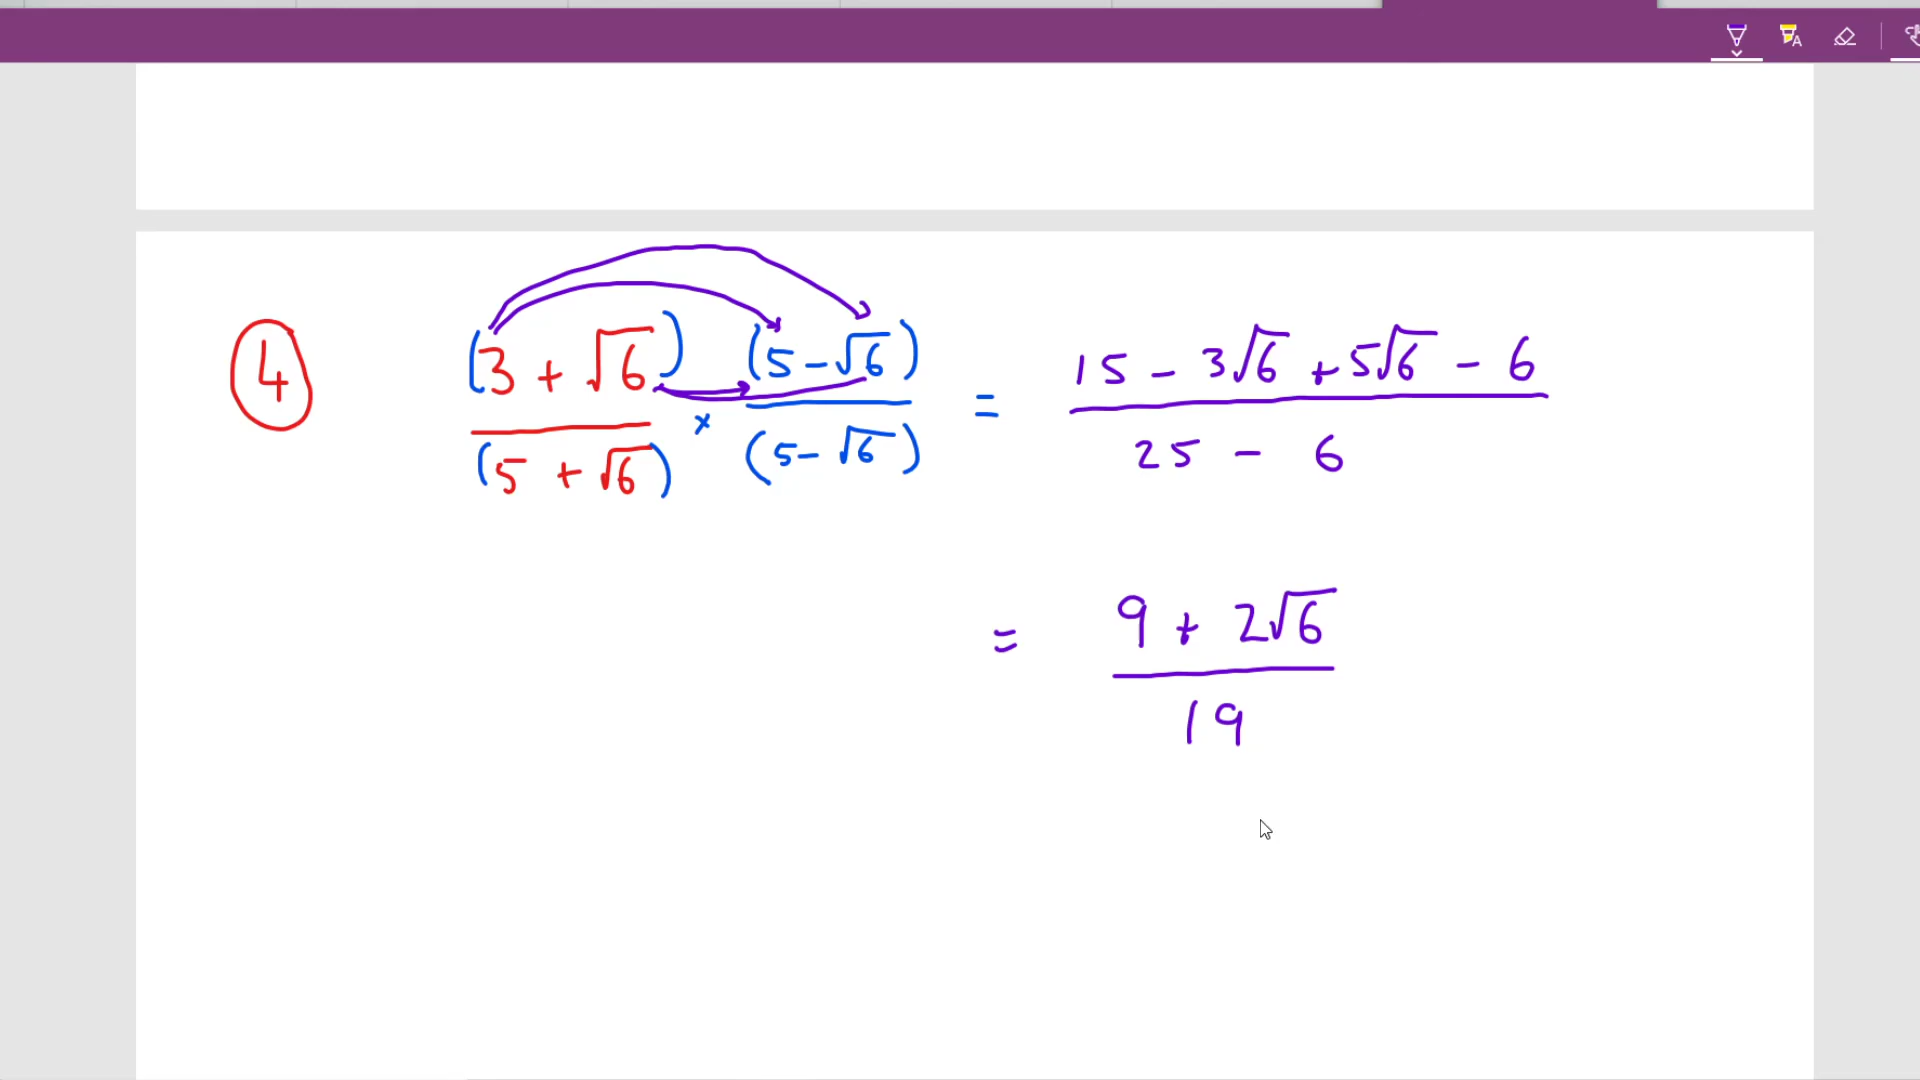 ④ (3 + √6) / (5 + √6) × (5 - √6) / (5 - √6) = (15 - 3√6 + 5√6 - 6) / (25 - 6)
= (9 + 2√6) / 19